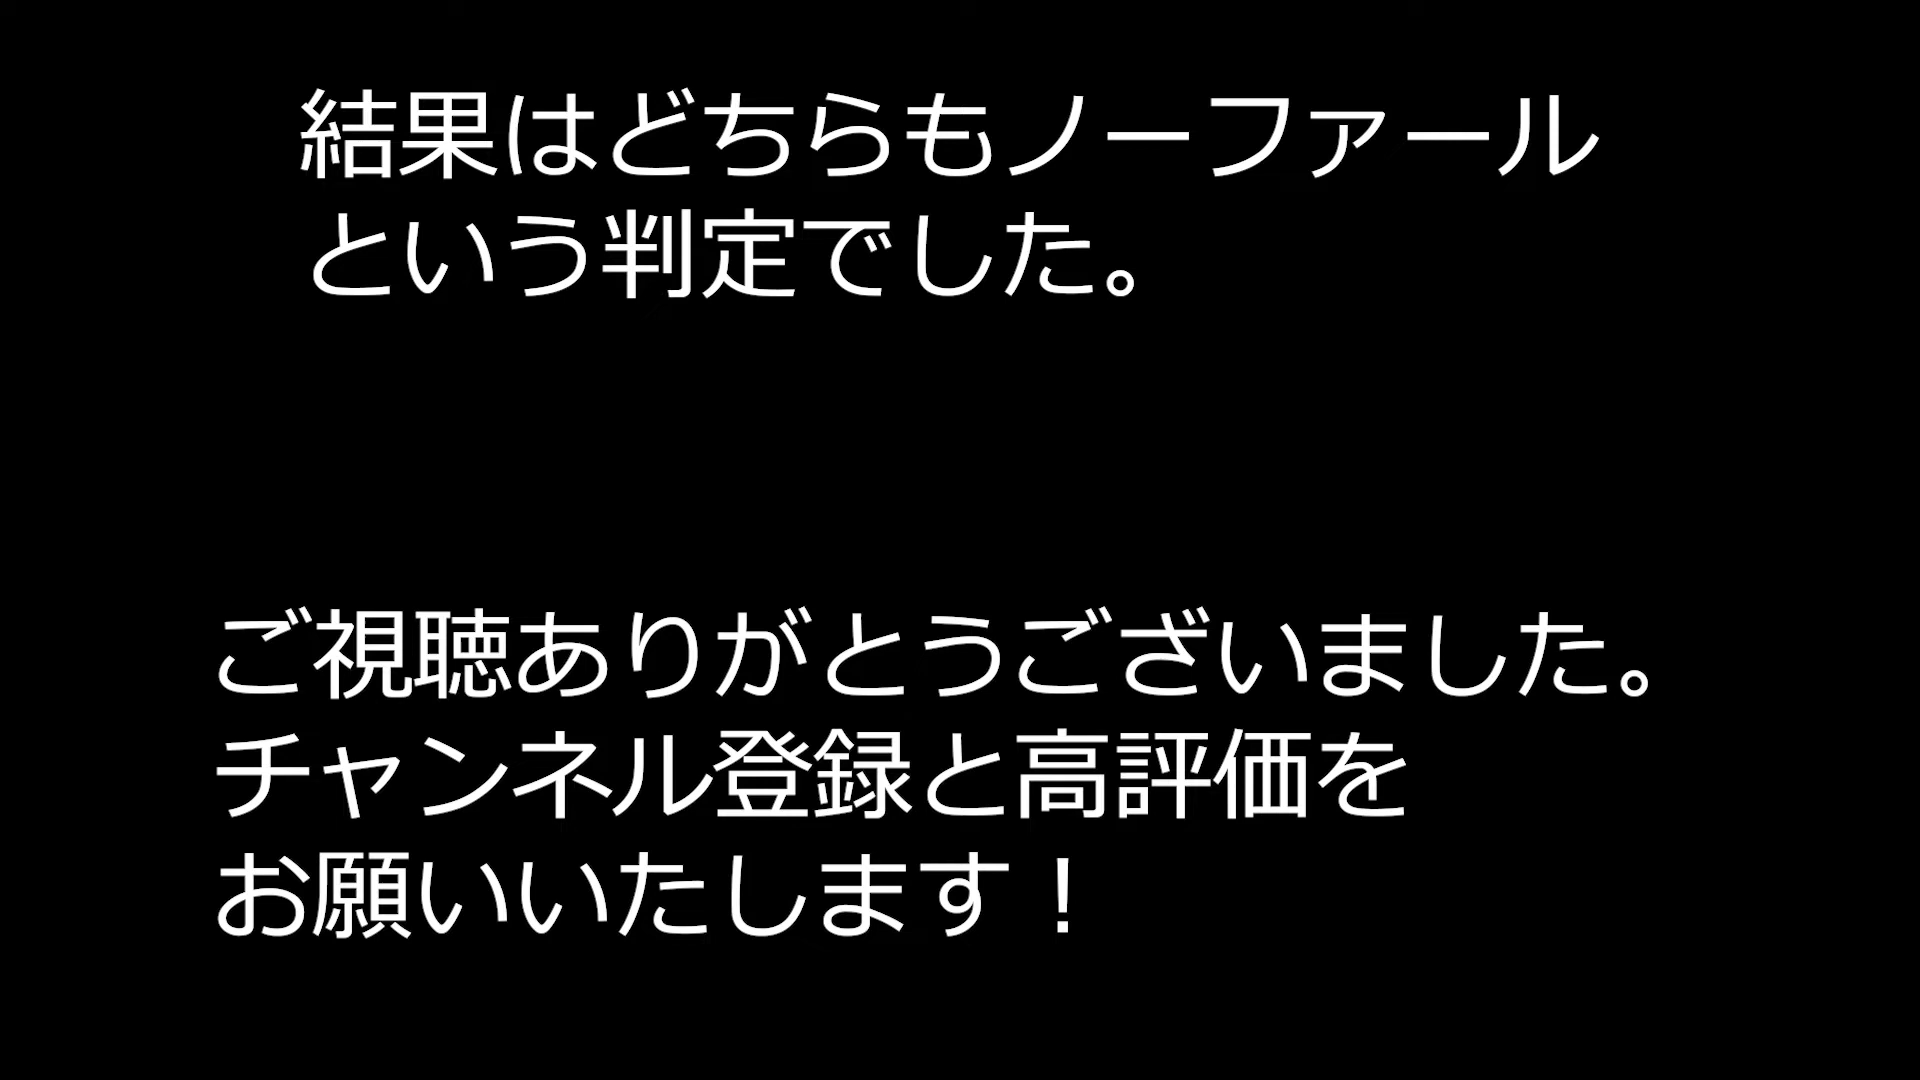 結果はどちらもノーファール
という判定でした。
ご視聴ありがとうございました。
チャンネル登録と高評価を
お願いいたします！